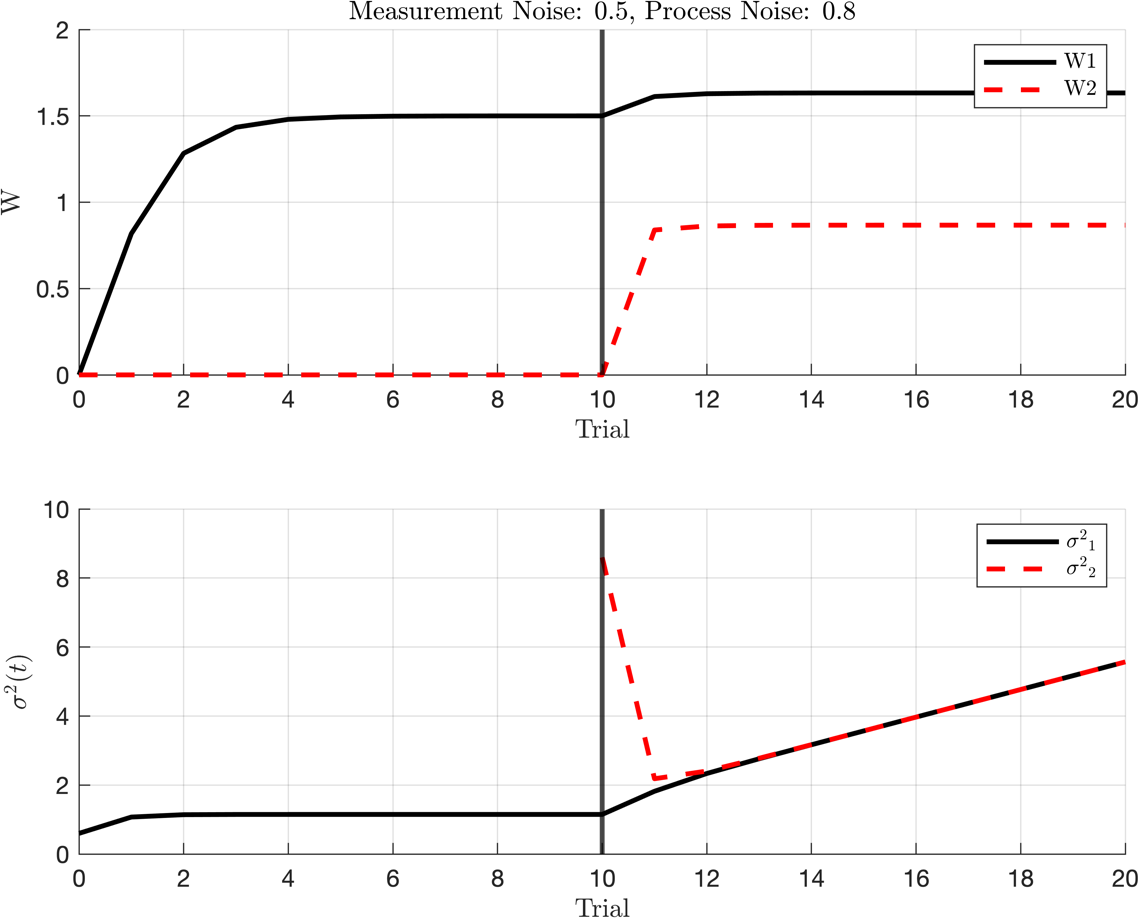 Measurement Noise: 0.5, Process Noise: 0.8
2
1.5
1
0.5
0
W
W1
W2
0 2 4 6 8 10 12 14 16 18 20
Trial
10
8
6
4
2
0
σ²(t)
σ²₁
σ²₂
0 2 4 6 8 10 12 14 16 18 20
Trial